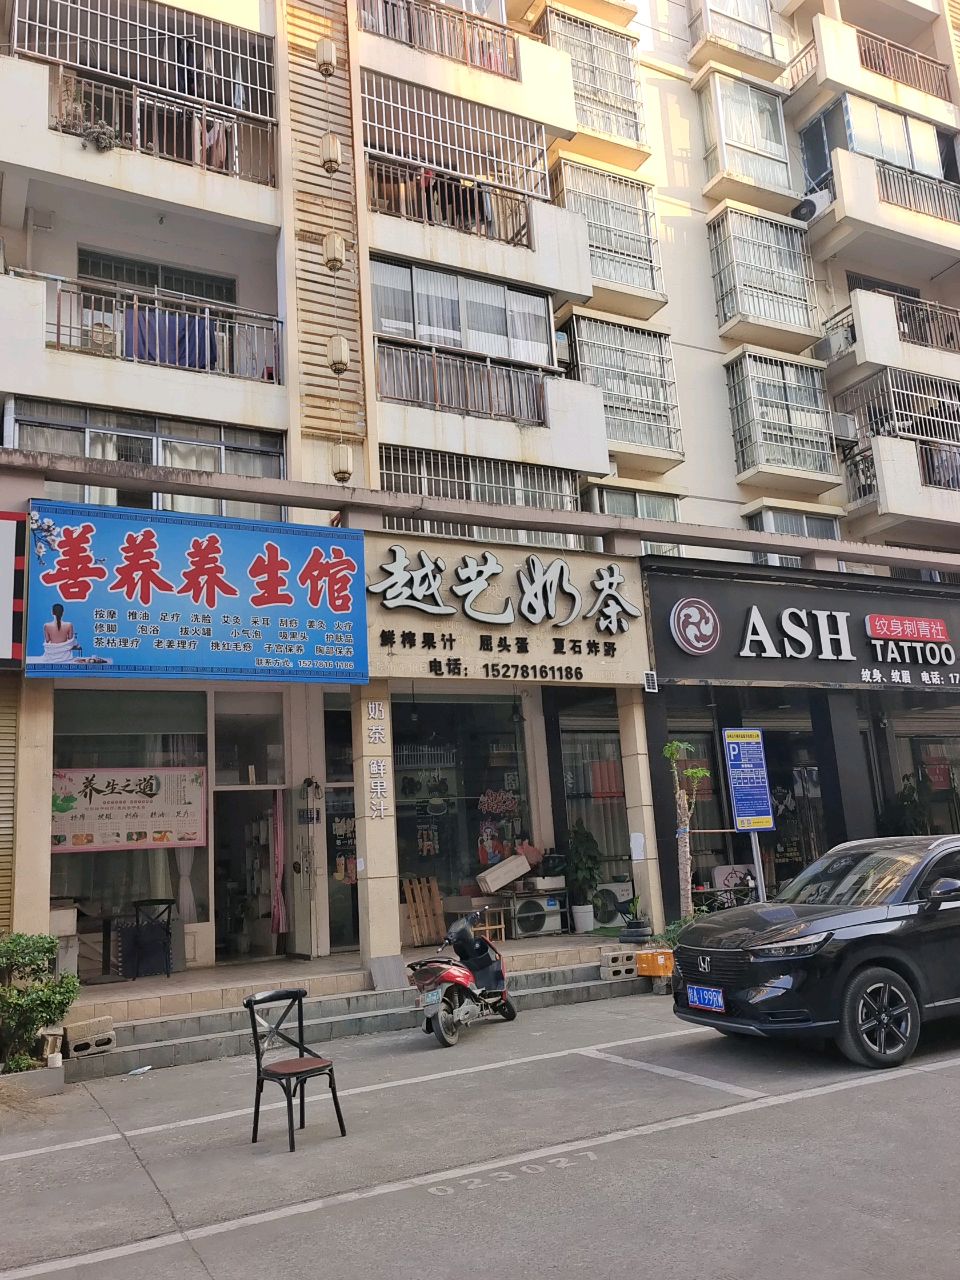 善养养生馆
按摩 推油 足疗 洗脸 艾灸 采耳 刮痧 姜灸 火疗
修脚 泡浴 拔火罐 小气泡 吸黑头 护肤品
茶枯理疗 老姜理疗 挑红毛痧 子宫保养 胸部保养
联系方式: 15278161186
越艺奶茶
鲜榨果汁 屈头蛋 夏石炸野
电话: 15278161186
ASH
纹身刺青社
TATTOO
纹身、纹眉 电话: 17
奶茶 鲜果汁
养生之道
P
桂A·199RW
023027